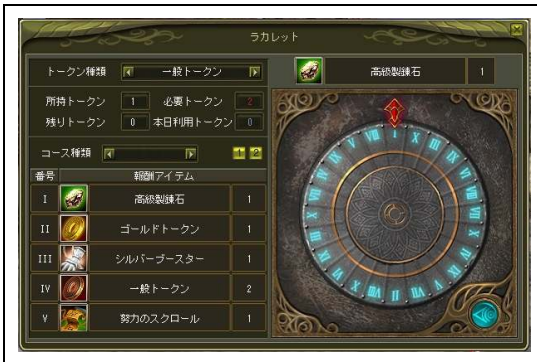 ラカレット
トークン種類 一般トークン
高級製錬石 1
所持トークン 1 必要トークン 2
残りトークン 0 本日利用トークン 0
コース種類 1 2
番号 報酬アイテム
I 高級製錬石 1
II ゴールドトークン 1
III シルバーブースター 1
IV 一般トークン 2
V 努力のスクロール 1